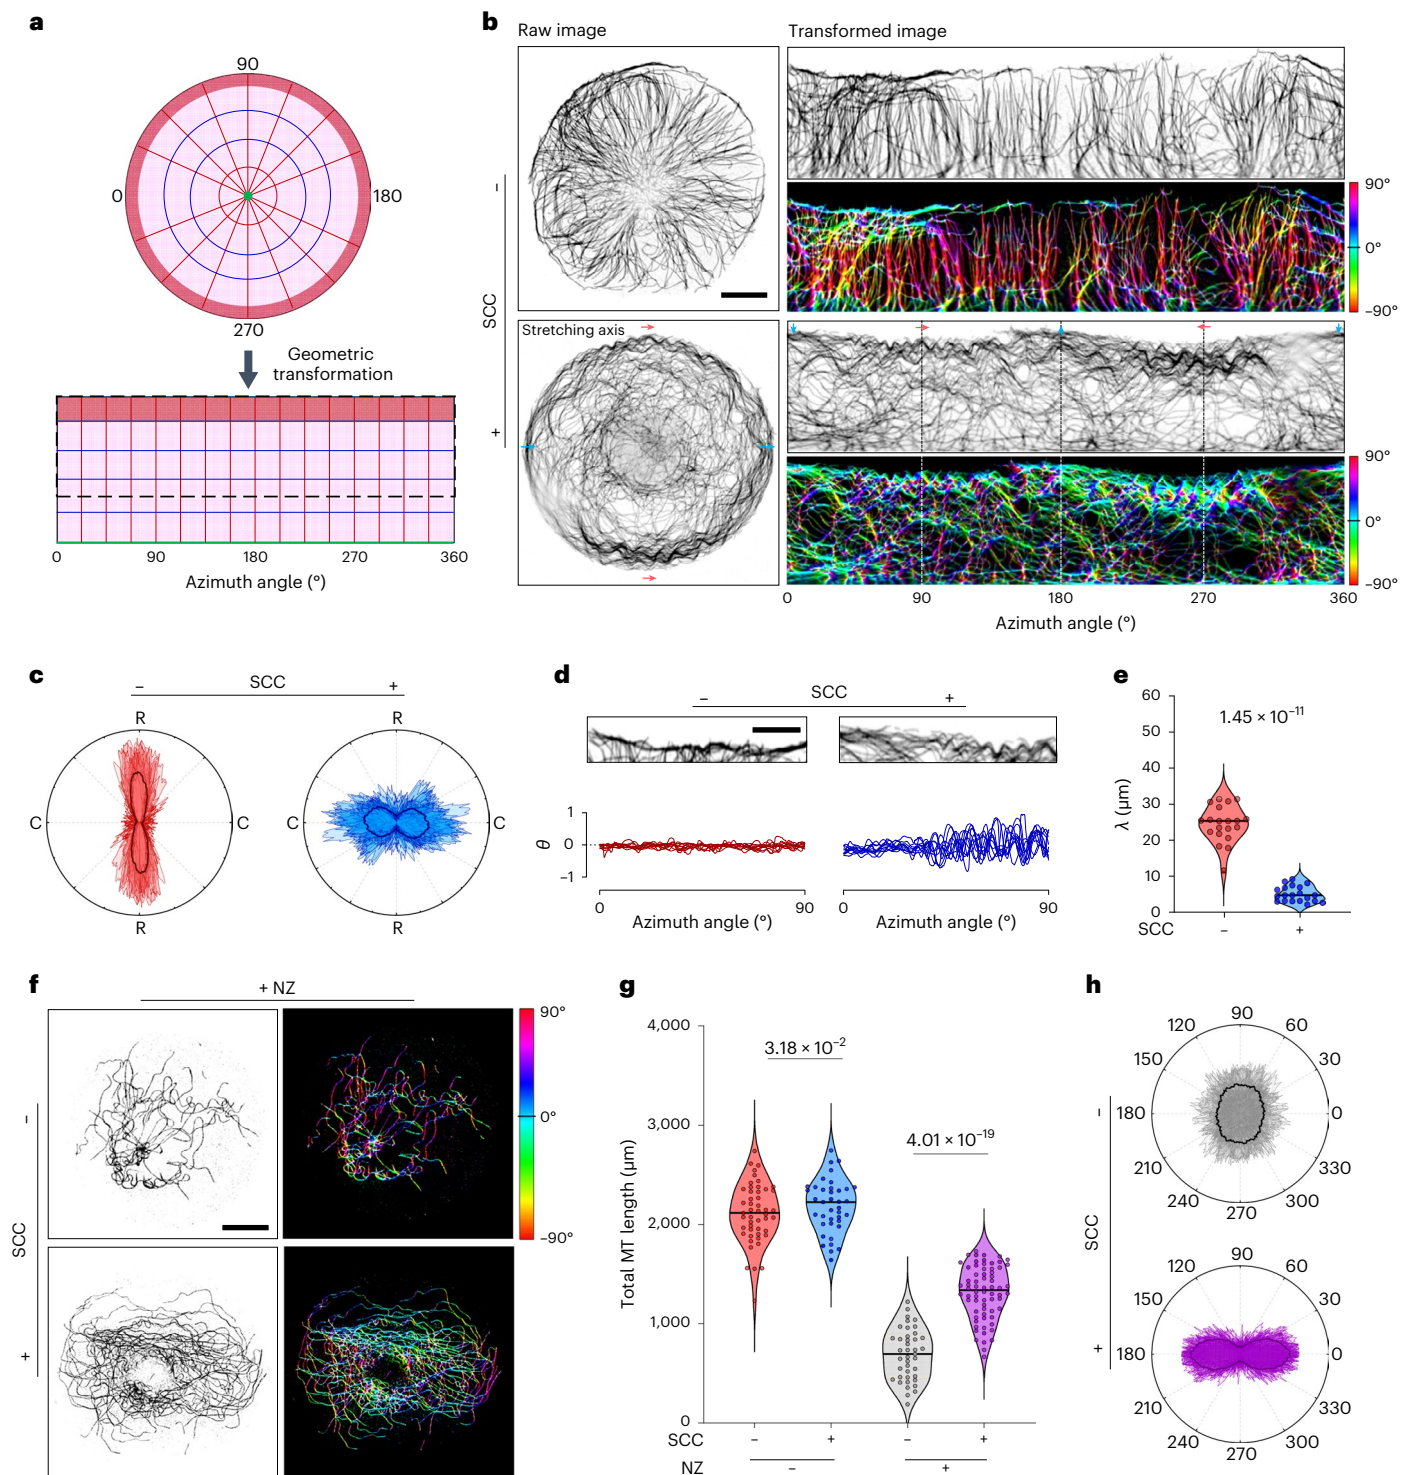 a
90
0
180
270
Geometric
transformation
0 90 180 270 360
Azimuth angle (°)
b
Raw image
Transformed image
SCC
–
+
Stretching axis
90°
0°
–90°
90°
0°
–90°
0 90 180 270 360
Azimuth angle (°)
c
– SCC +
R
C C
R
R
C C
R
d
– SCC +
θ
1
0
–1
0 90
Azimuth angle (°)
0 90
Azimuth angle (°)
e
λ (µm)
60
50
40
30
20
10
0
1.45 × 10⁻¹¹
SCC – +
f
+ NZ
SCC
–
+
90°
0°
–90°
g
Total MT length (µm)
4,000
3,000
2,000
1,000
0
3.18 × 10⁻²
4.01 × 10⁻¹⁹
SCC – + – +
NZ – +
h
SCC
–
+
90
120 60
150 30
180 0
210 330
240 300
270
90
120 60
150 30
180 0
210 330
240 300
270